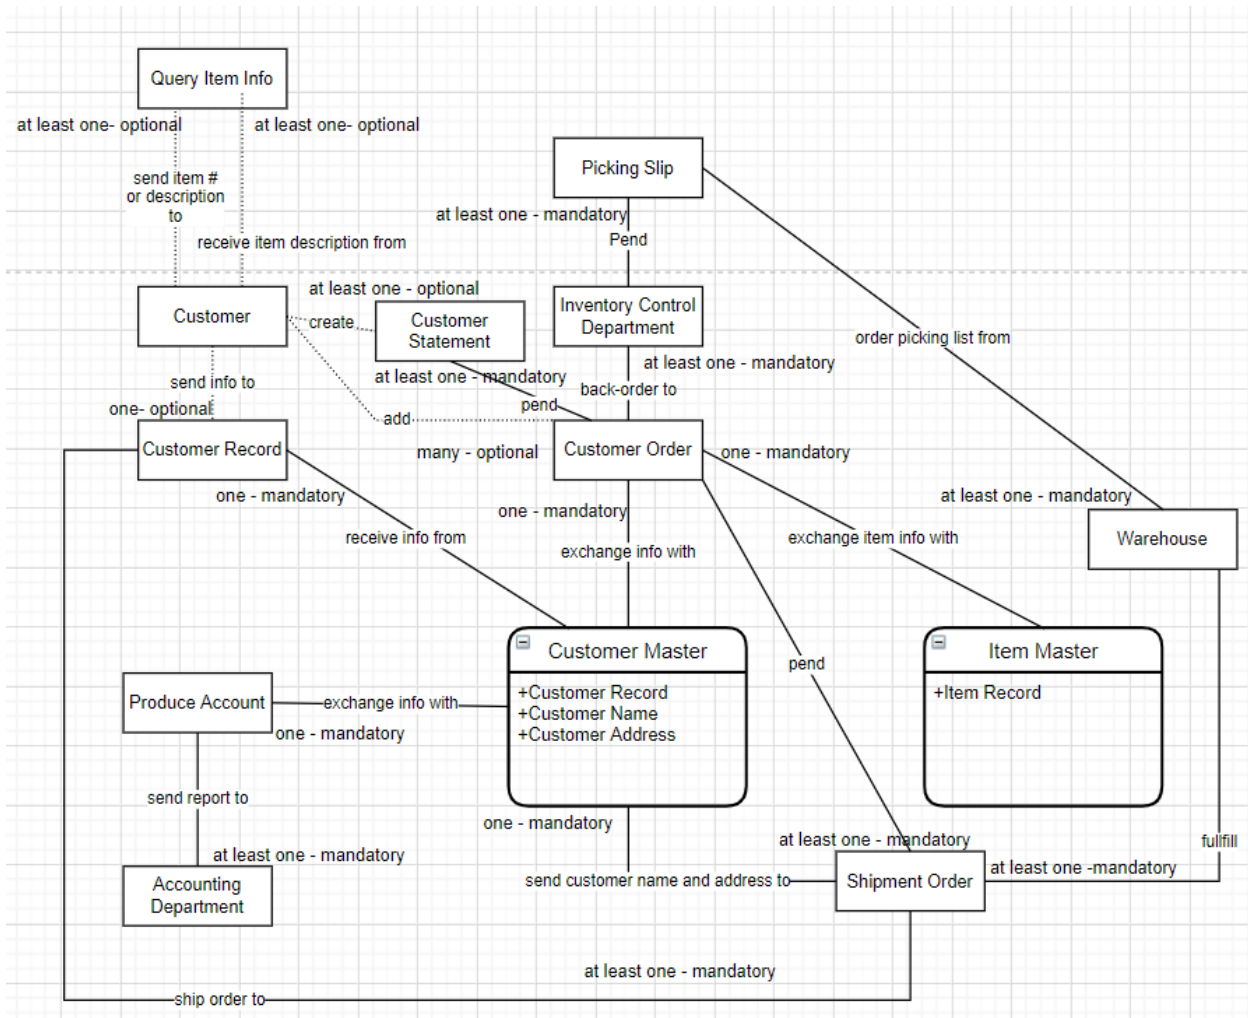 Query Item Info
at least one- optional
at least one- optional
send item #
or description
to
receive item description from
Picking Slip
at least one - mandatory
Pend
order picking list from
Customer
at least one - optional
create
Customer
Statement
Inventory Control
Department
at least one - mandatory
at least one - mandatory
back-order to
send info to
pend
one- optional
add
Customer Record
many - optional
Customer Order
one - mandatory
one - mandatory
one - mandatory
at least one - mandatory
receive info from
exchange info with
exchange item info with
Warehouse
Customer Master
+Customer Record
+Customer Name
+Customer Address
pend
Item Master
+Item Record
Produce Account
exchange info with
one - mandatory
send report to
at least one - mandatory
Accounting
Department
one - mandatory
send customer name and address to
at least one - mandatory
Shipment Order
at least one -mandatory
fullfill
at least one - mandatory
ship order to